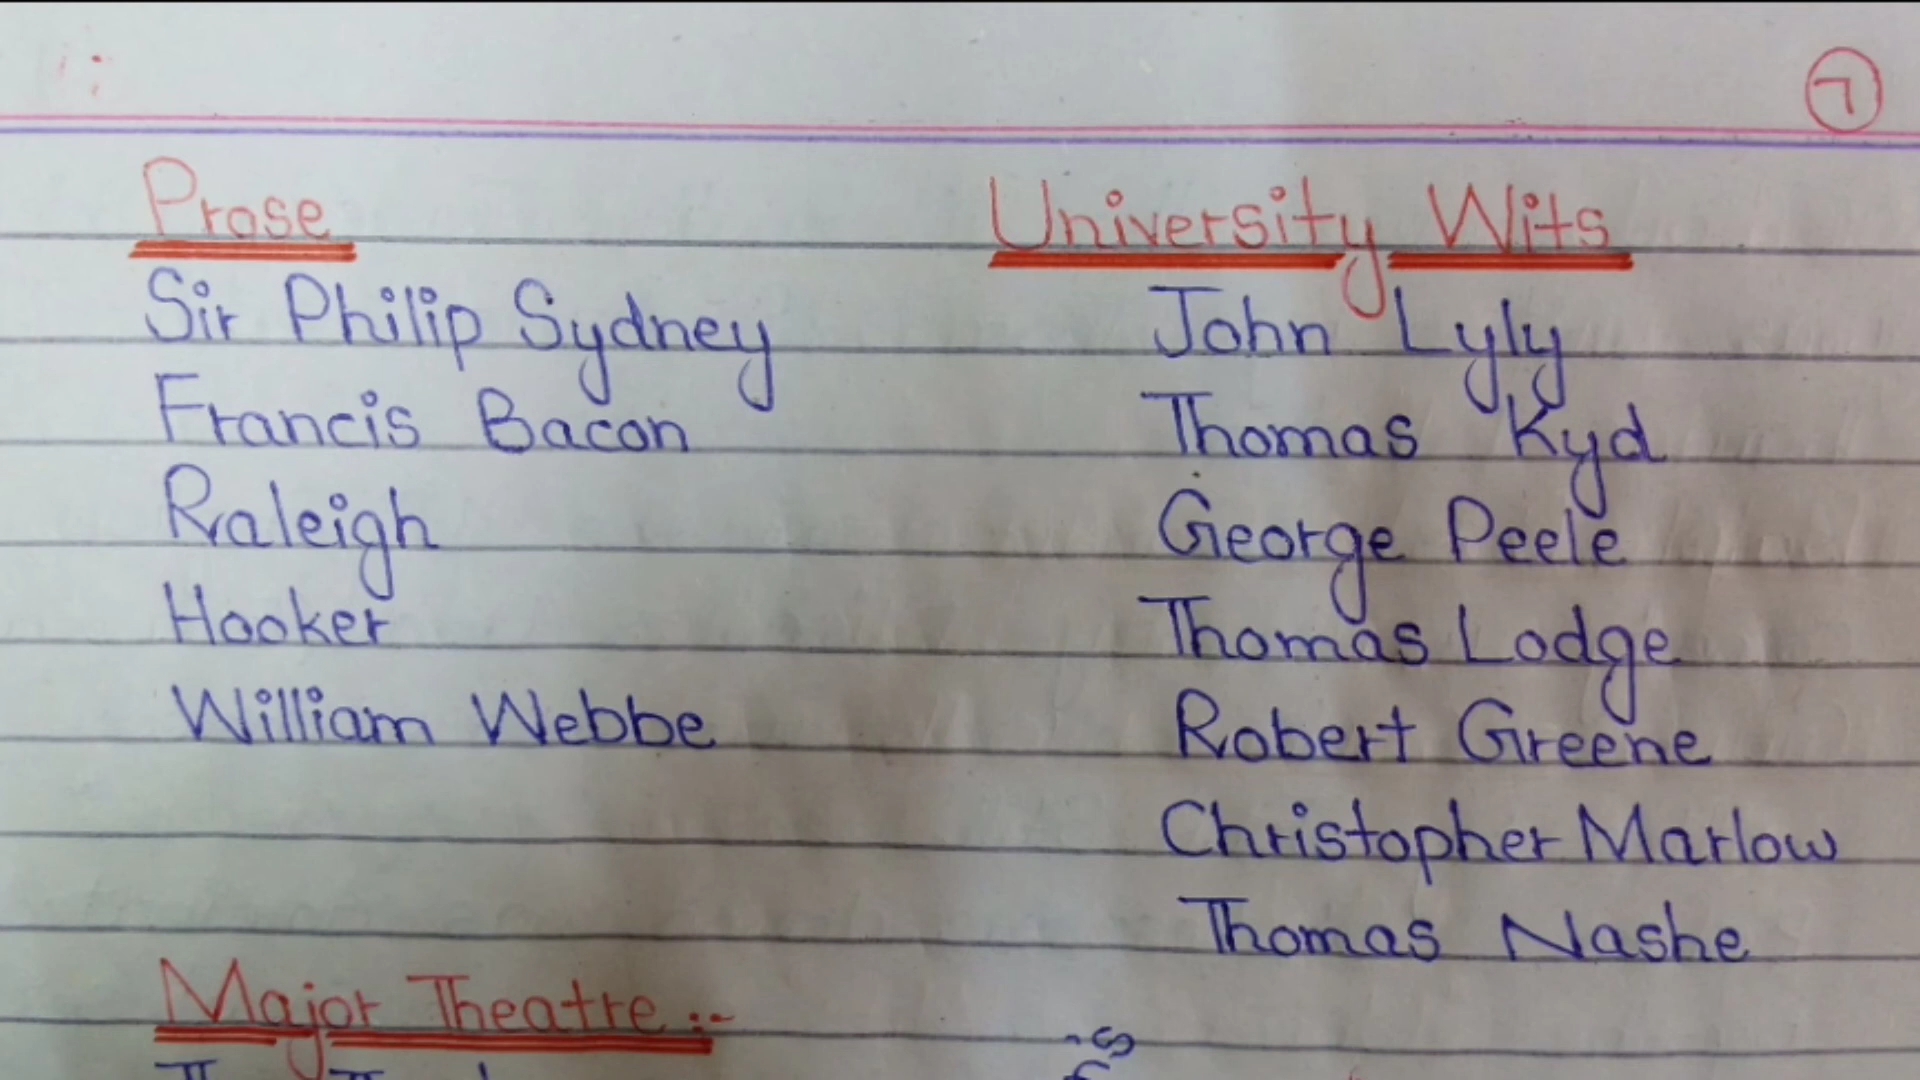 7
Prose
Sir Philip Sydney
Francis Bacon
Raleigh
Hooker
William Webbe
University Wits
John Lyly
Thomas Kyd
George Peele
Thomas Lodge
Robert Greene
Christopher Marlow
Thomas Nashe
Major Theatre :-